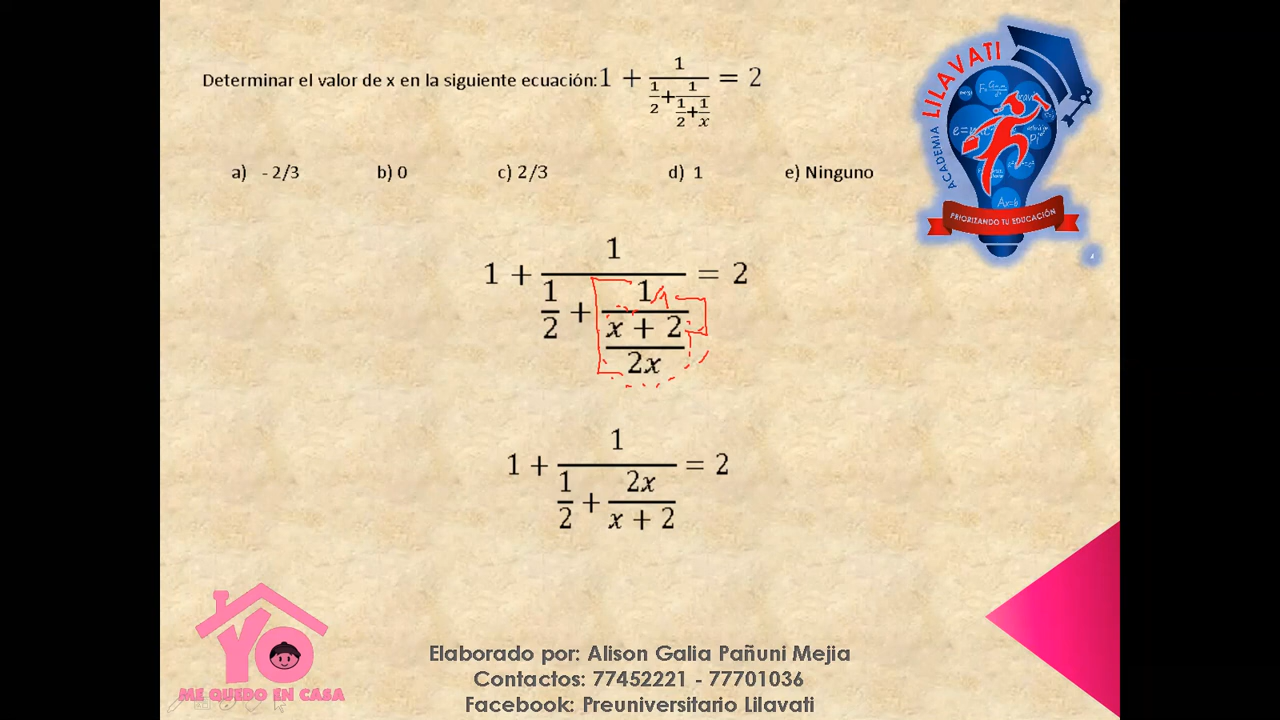 Determinar el valor de x en la siguiente ecuación: 1 + 1/(1/2 + 1/(1/2 + 1/x)) = 2
a) - 2/3 b) 0 c) 2/3 d) 1 e) Ninguno
1 + 1/(1/2 + 1/((x + 2)/2x)) = 2
1 + 1/(1/2 + 2x/(x + 2)) = 2
ACADEMIA
LILAVATI
PRIORIZANDO TU EDUCACIÓN
YO
ME QUEDO EN CASA
Elaborado por: Alison Galia Pañuni Mejia
Contactos: 77452221 - 77701036
Facebook: Preuniversitario Lilavati